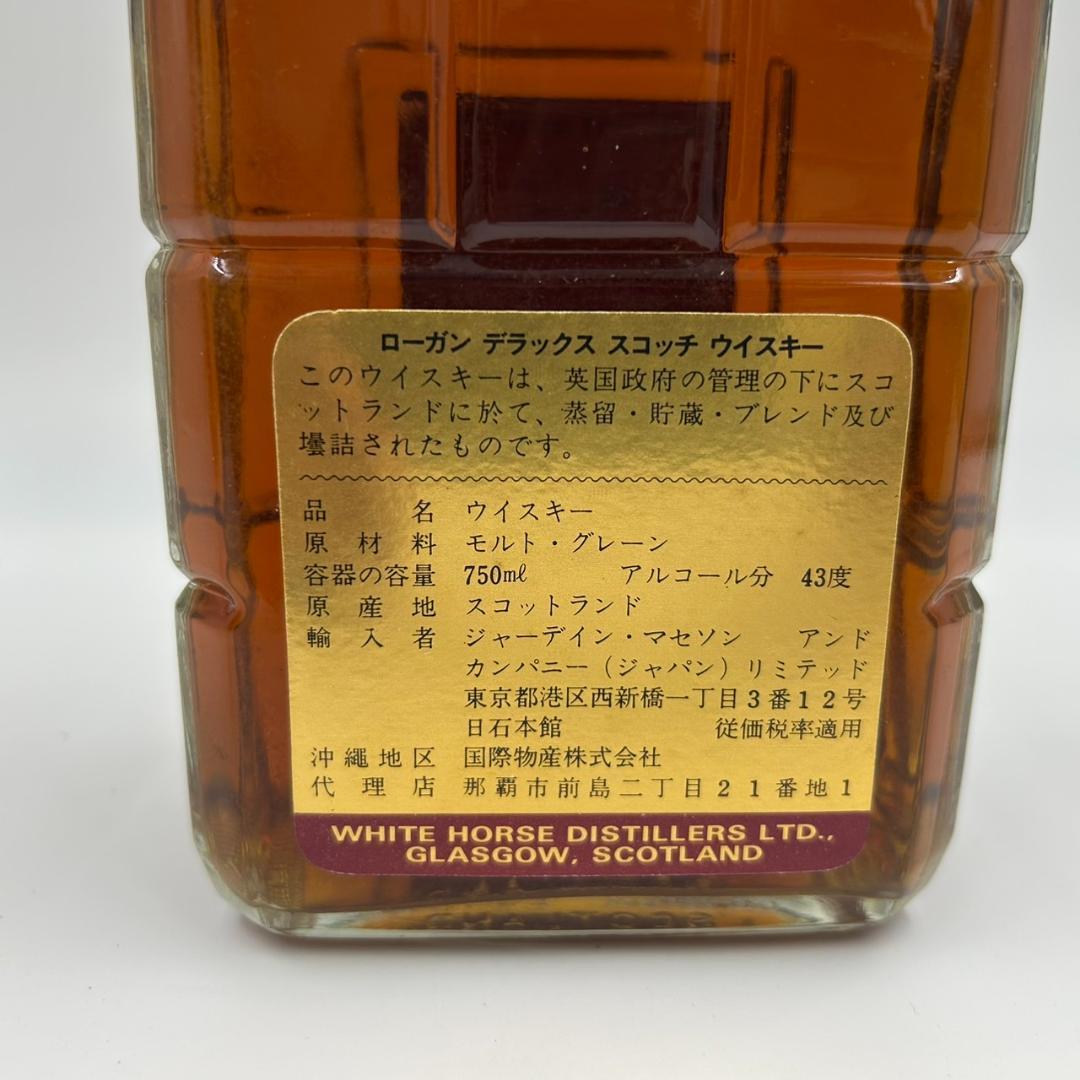 ローガン デラックス スコッチ ウイスキー
このウイスキーは、英国政府の管理の下にスコ
ットランドに於て、蒸留・貯蔵・ブレンド及び
壜詰されたものです。
品名 ウイスキー
原材料 モルト・グレーン
容器の容量 750mℓ アルコール分 43度
原産地 スコットランド
輸入者 ジャーデイン・マセソン アンド
カンパニー（ジャパン）リミテッド
東京都港区西新橋一丁目3番12号
日石本館 従価税率適用
沖縄地区 国際物産株式会社
代理店 那覇市前島二丁目21番地1
WHITE HORSE DISTILLERS LTD.,
GLASGOW, SCOTLAND